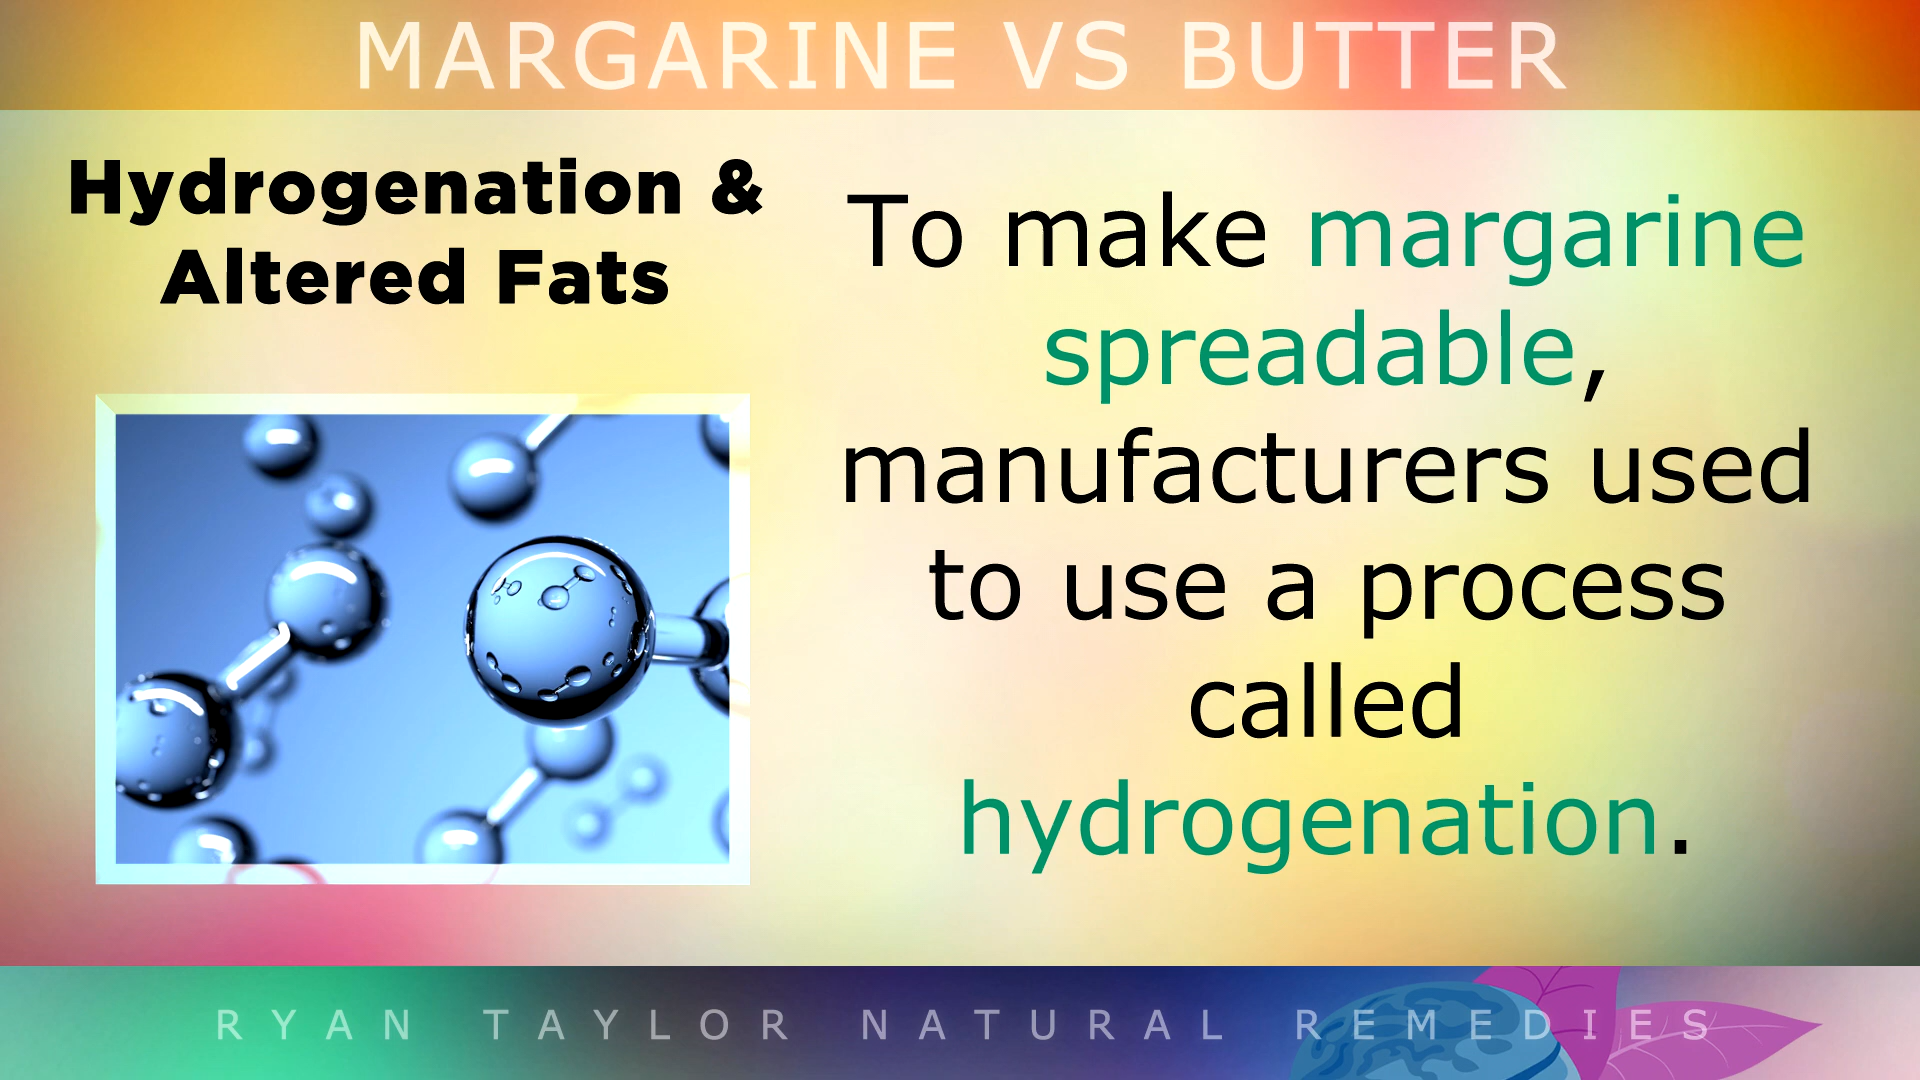 MARGARINE VS BUTTER
Hydrogenation &
Altered Fats
To make margarine
spreadable,
manufacturers used
to use a process
called
hydrogenation.
RYAN TAYLOR NATURAL REMEDIES